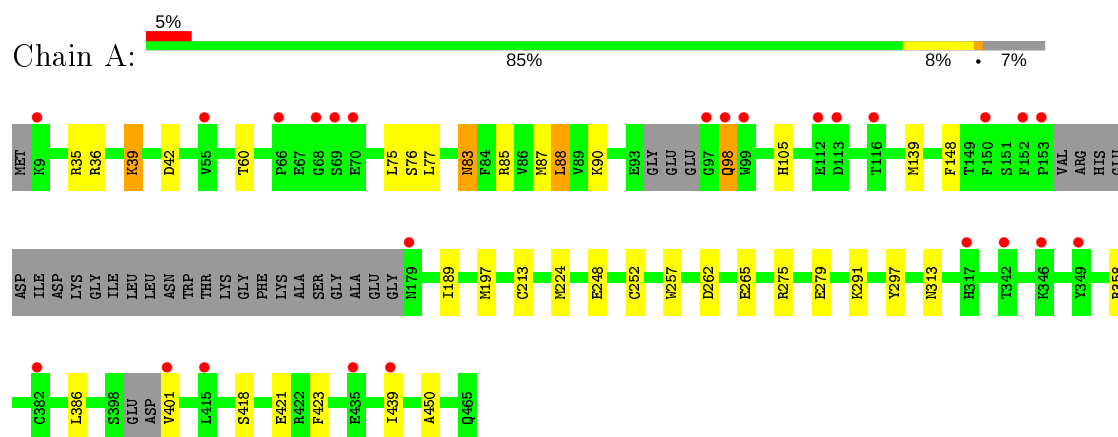 5%
Chain A:
85% 8% • 7%
MET K9 R35 R36 K39 D42 V55 T60 P66 E67 G68 S69 E70 L75 S76 L77 N83 F84 R85 V86 M87 L88 V89 K90 E93 GLY GLU GLU G97 Q98 W99 H105 E112 D113 T116 M139 F148 T149 F150 S151 F152 P153 VAL ARG HIS GLU
ASP ILE ASP LYS GLY ILE LEU LEU ASN TRP THR LYS GLY PHE LYS ALA SER GLY ALA GLU GLY N179 I189 M197 C213 M224 E248 C252 W257 D262 E265 R275 E279 K291 Y297 N313 H317 T342 K346 Y349 R358
C382 L386 S398 GLU ASP V401 L415 S418 E421 R422 F423 E435 I439 A450 Q465